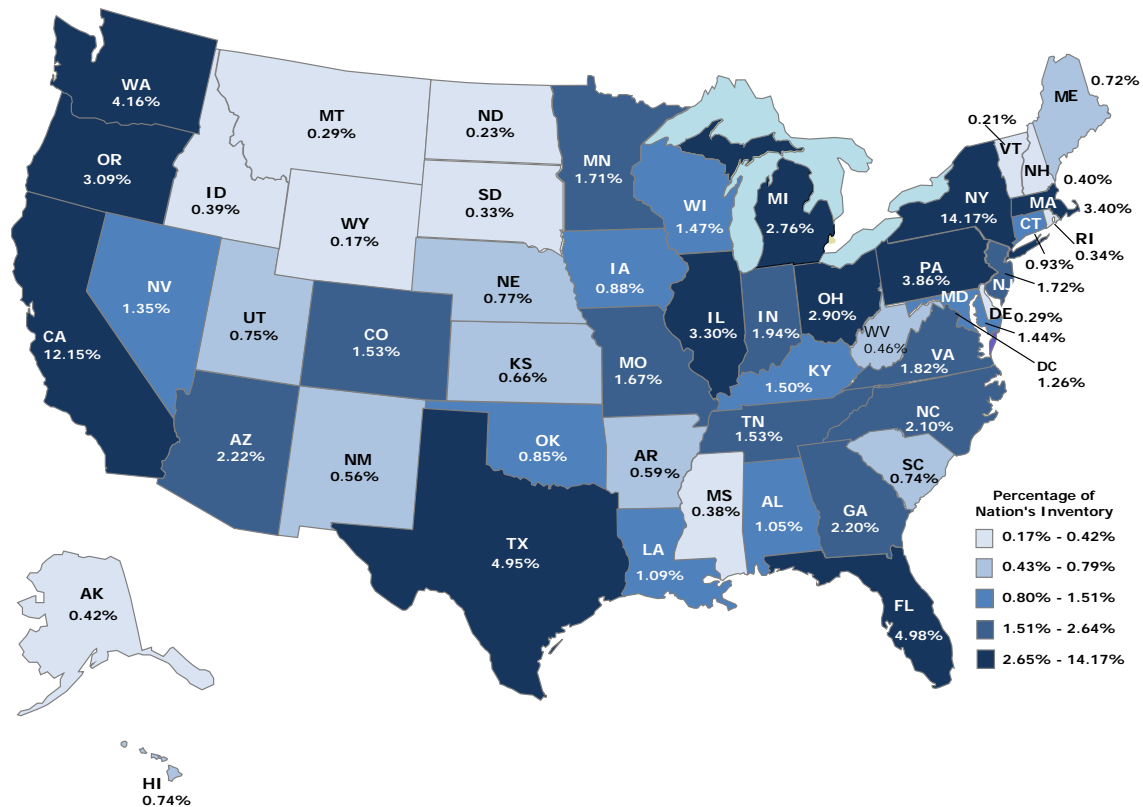 WA
4.16%
OR
3.09%
CA
12.15%
ID
0.39%
NV
1.35%
MT
0.29%
WY
0.17%
UT
0.75%
AZ
2.22%
CO
1.53%
NM
0.56%
ND
0.23%
SD
0.33%
NE
0.77%
KS
0.66%
OK
0.85%
TX
4.95%
MN
1.71%
IA
0.88%
MO
1.67%
AR
0.59%
LA
1.09%
WI
1.47%
IL
3.30%
MI
2.76%
IN
1.94%
OH
2.90%
KY
1.50%
TN
1.53%
MS
0.38%
AL
1.05%
GA
2.20%
FL
4.98%
SC
0.74%
NC
2.10%
VA
1.82%
WV
0.46%
PA
3.86%
NY
14.17%
VT
0.21%
NH
0.40%
ME
0.72%
MA
3.40%
RI
0.34%
CT
0.93%
NJ
1.72%
DE
0.29%
MD
1.44%
DC
1.26%
AK
0.42%
HI
0.74%
Percentage of
Nation's Inventory
0.17% - 0.42%
0.43% - 0.79%
0.80% - 1.51%
1.51% - 2.64%
2.65% - 14.17%